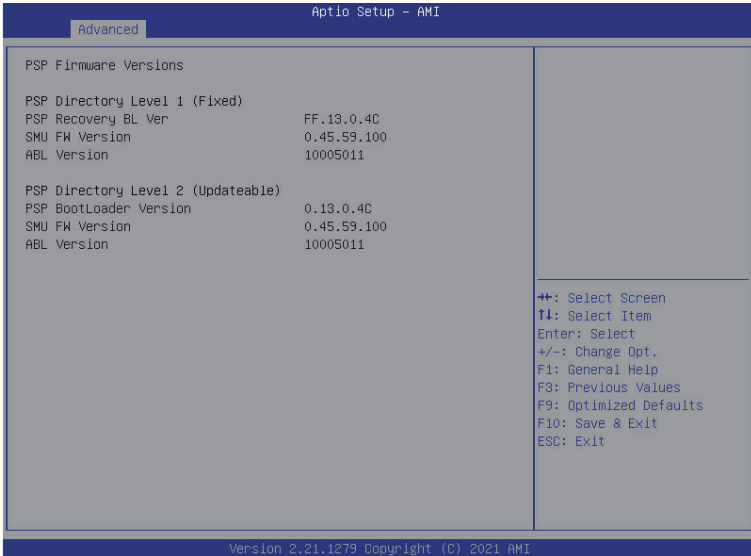 Aptio Setup – AMI
Advanced
PSP Firmware Versions
PSP Directory Level 1 (Fixed)
PSP Recovery BL Ver FF.13.0.4C
SMU FW Version 0.45.59.100
ABL Version 10005011
PSP Directory Level 2 (Updateable)
PSP BootLoader Version 0.13.0.4C
SMU FW Version 0.45.59.100
ABL Version 10005011
→←: Select Screen
↑↓: Select Item
Enter: Select
+/-: Change Opt.
F1: General Help
F3: Previous Values
F9: Optimized Defaults
F10: Save & Exit
ESC: Exit
Version 2.21.1279 Copyright (C) 2021 AMI